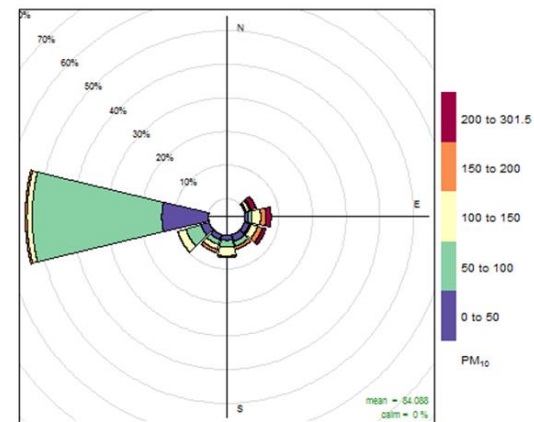 0%
70%
60%
50%
40%
30%
20%
10%
N
E
S
200 to 301.5
150 to 200
100 to 150
50 to 100
0 to 50
PM₁₀
mean = 84.088
calm = 0 %